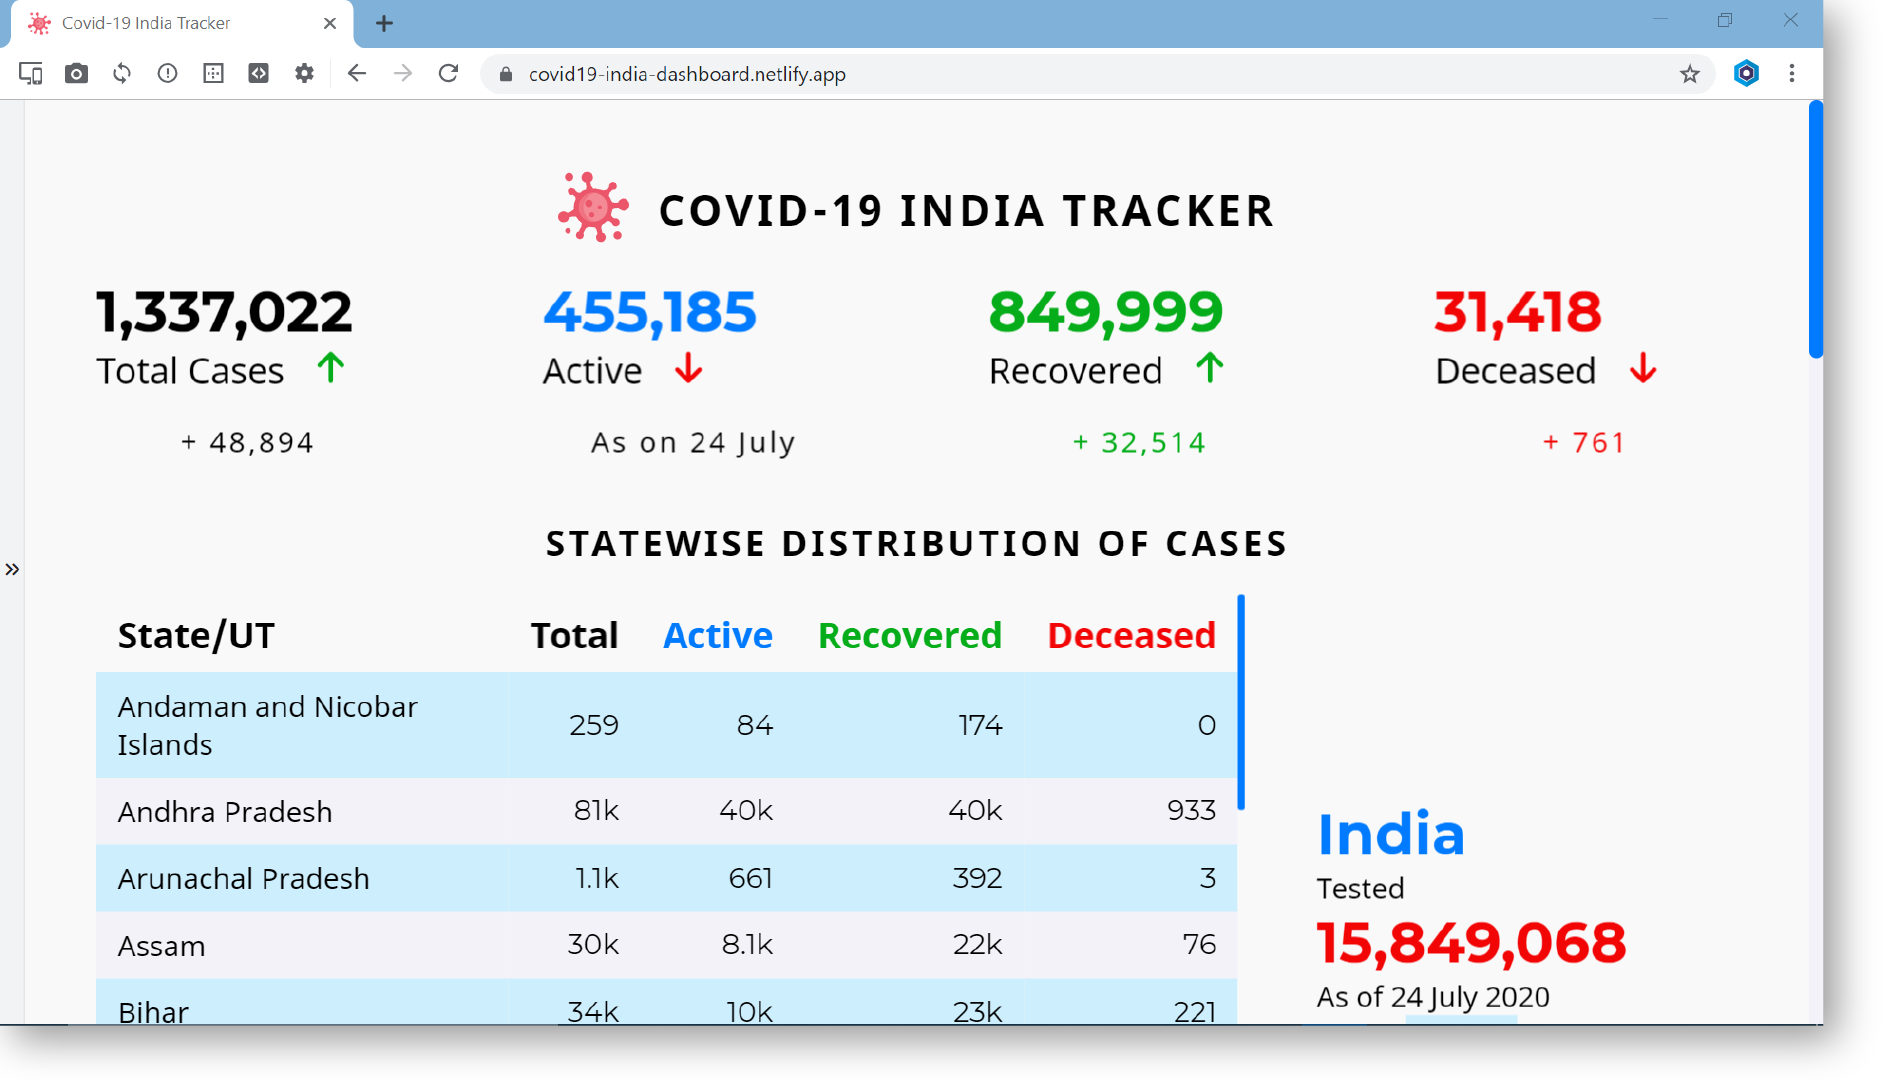 Covid-19 India Tracker
covid19-india-dashboard.netlify.app
COVID-19 INDIA TRACKER
1,337,022 455,185 849,999 31,418
Total Cases Active Recovered Deceased
+ 48,894 As on 24 July + 32,514 + 761
STATEWISE DISTRIBUTION OF CASES
State/UT Total Active Recovered Deceased
Andaman and Nicobar
Islands 259 84 174 0
Andhra Pradesh 81k 40k 40k 933
Arunachal Pradesh 1.1k 661 392 3
Assam 30k 8.1k 22k 76
Bihar 34k 10k 23k 221
India
Tested
15,849,068
As of 24 July 2020